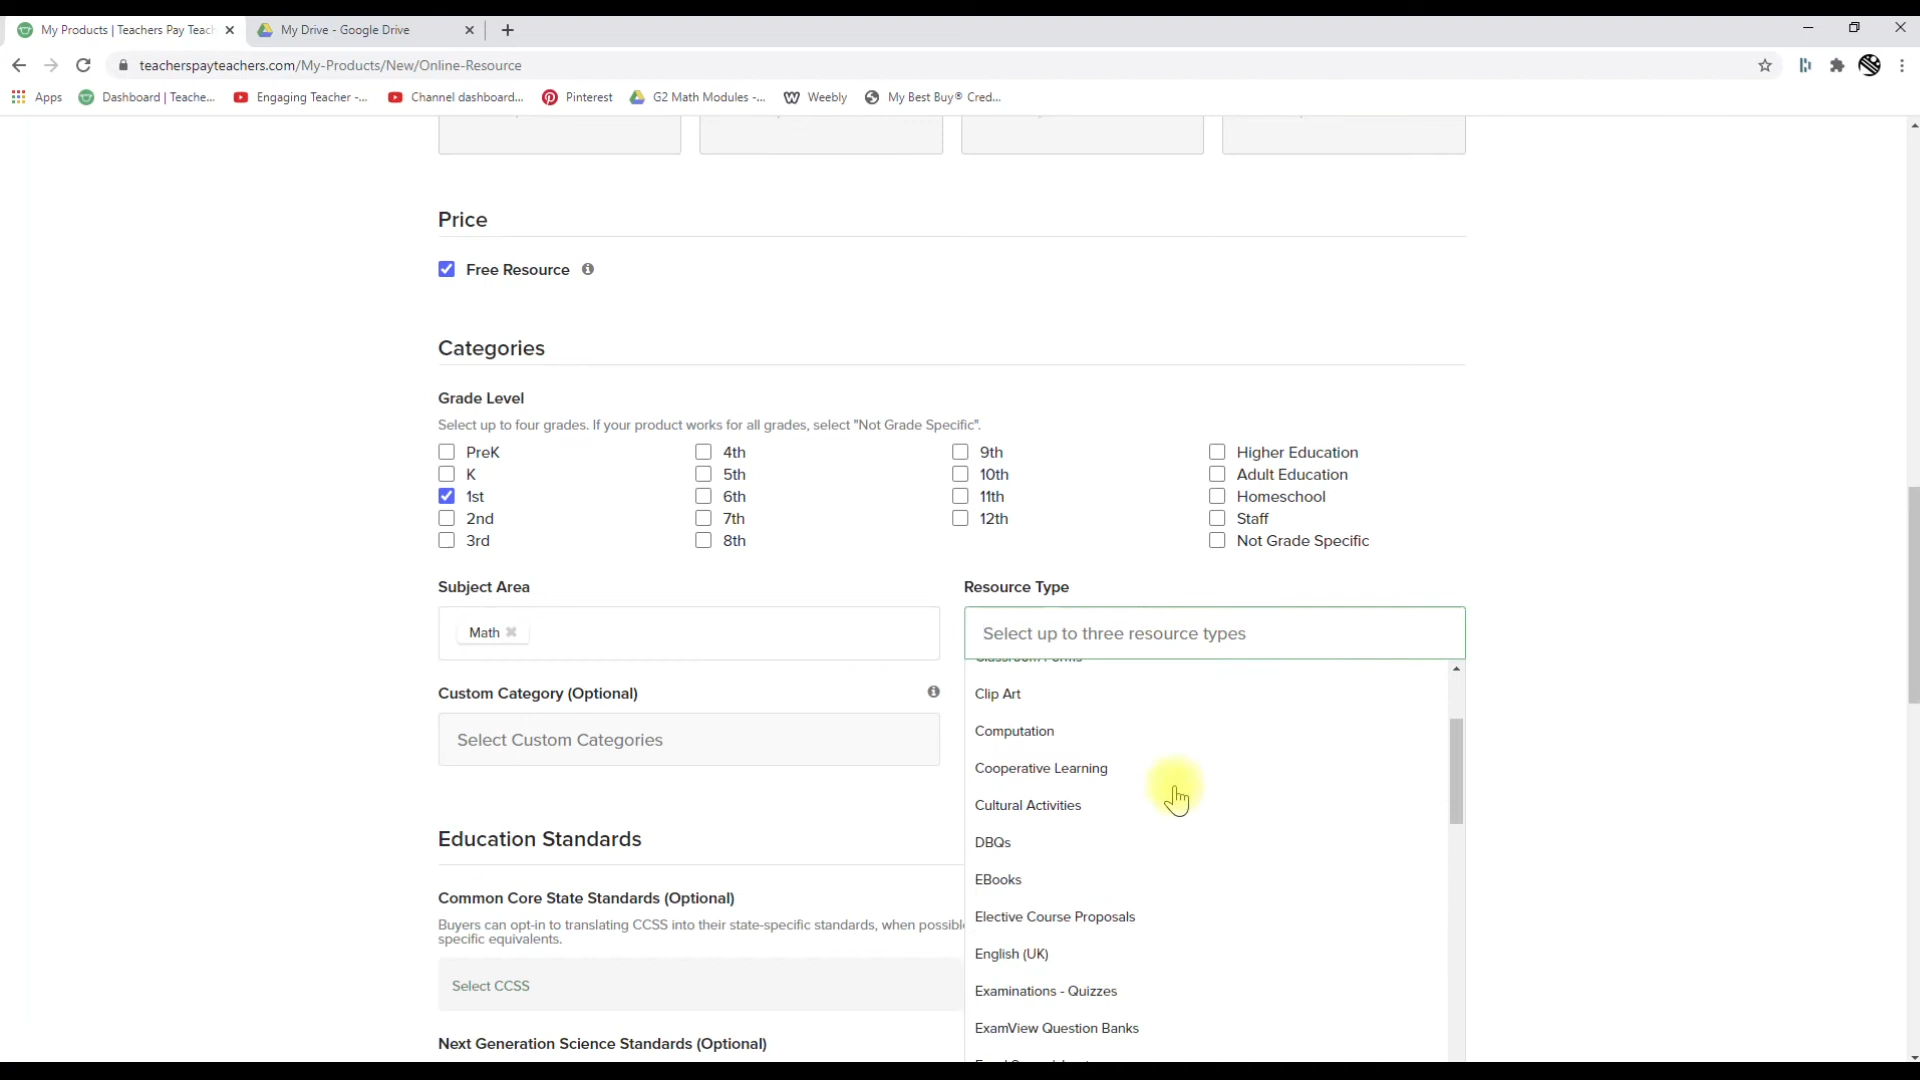 My Products | Teachers Pay Teac
My Drive - Google Drive
teacherspayteachers.com/My-Products/New/Online-Resource
Apps
Dashboard | Teache...
Engaging Teacher -...
Channel dashboard...
Pinterest
G2 Math Modules -...
Weebly
My Best Buy® Cred...
Price
Free Resource
Categories
Grade Level
Select up to four grades. If your product works for all grades, select "Not Grade Specific".
PreK 4th 9th Higher Education
K 5th 10th Adult Education
1st 6th 11th Homeschool
2nd 7th 12th Staff
3rd 8th Not Grade Specific
Subject Area
Math
Resource Type
Select up to three resource types
Classroom Forms
Clip Art
Computation
Cooperative Learning
Cultural Activities
DBQs
EBooks
Elective Course Proposals
English (UK)
Examinations - Quizzes
ExamView Question Banks
Custom Category (Optional)
Select Custom Categories
Education Standards
Common Core State Standards (Optional)
Buyers can opt-in to translating CCSS into their state-specific standards, when possible
specific equivalents.
Select CCSS
Next Generation Science Standards (Optional)